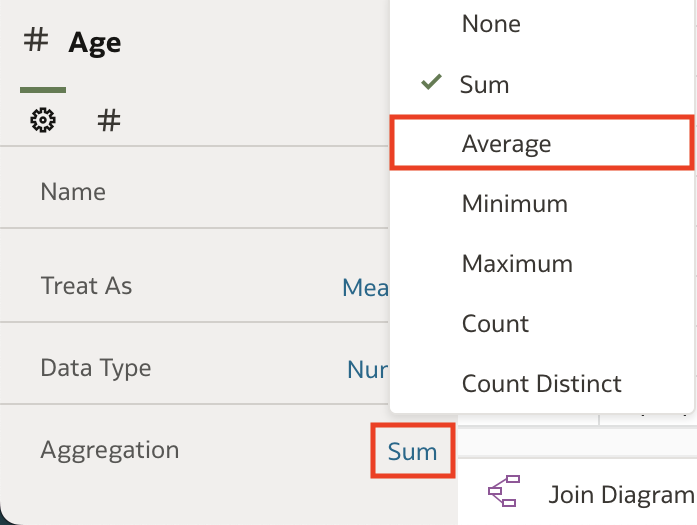 # Age
#
Name
Treat As Mea
Data Type Nur
Aggregation Sum
None
Sum
Average
Minimum
Maximum
Count
Count Distinct
Join Diagram